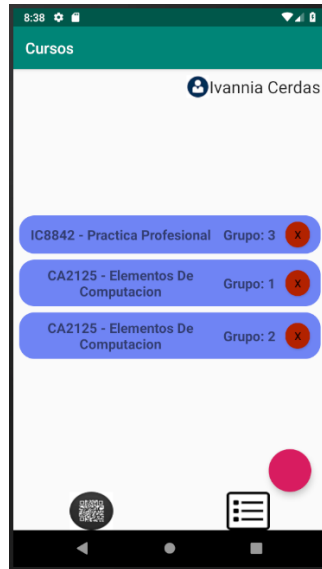 8:38
Cursos
Ivannia Cerdas
IC8842 - Practica Profesional Grupo: 3 X
CA2125 - Elementos De
Computacion Grupo: 1 X
CA2125 - Elementos De
Computacion Grupo: 2 X